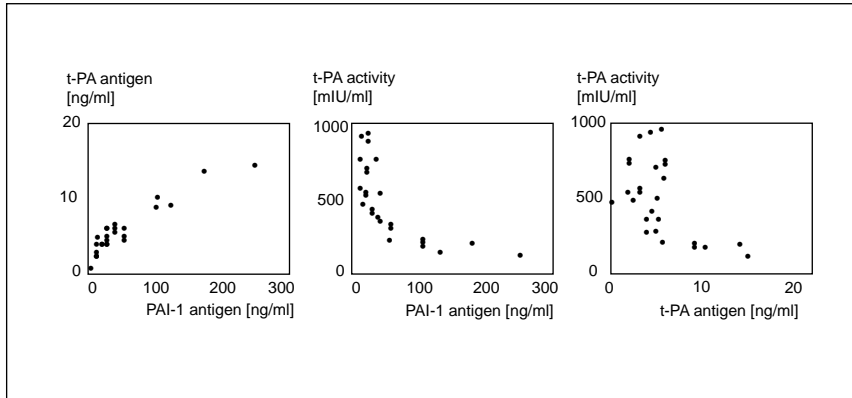 t-PA antigen
[ng/ml]
20
10
0
0 100 200 300
PAI-1 antigen [ng/ml]
t-PA activity
[mIU/ml]
1000
500
0
0 100 200 300
PAI-1 antigen [ng/ml]
t-PA activity
[mIU/ml]
1000
500
0
0 10 20
t-PA antigen [ng/ml]